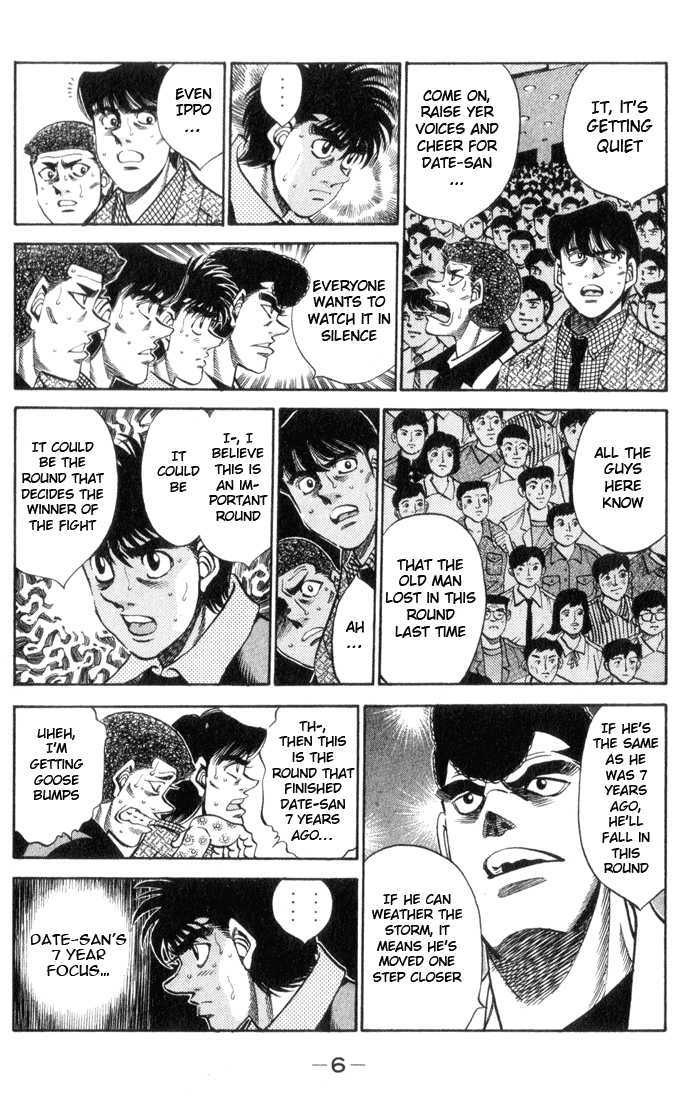 IT, IT'S
GETTING
QUIET
COME ON,
RAISE YER
VOICES AND
CHEER FOR
DATE-SAN
...
....
EVEN
IPPO
...
EVERYONE
WANTS TO
WATCH IT IN
SILENCE
ALL THE
GUYS
HERE
KNOW
THAT THE
OLD MAN
LOST IN THIS
ROUND
LAST TIME
AH
...
I-, I
BELIEVE
THIS IS
AN IM-
PORTANT
ROUND
IT
COULD
BE
IT COULD
BE THE
ROUND THAT
DECIDES THE
WINNER OF
THE FIGHT
IF HE'S
THE SAME
AS HE
WAS 7
YEARS
AGO,
HE'LL
FALL IN
THIS
ROUND
IF HE CAN
WEATHER THE
STORM, IT
MEANS HE'S
MOVED ONE
STEP CLOSER
TH-,
THEN THIS
IS THE
ROUND THAT
FINISHED
DATE-SAN
7 YEARS
AGO...
UHEH,
I'M
GETTING
GOOSE
BUMPS
....
....
DATE-SAN'S
7 YEAR
FOCUS...
—6—